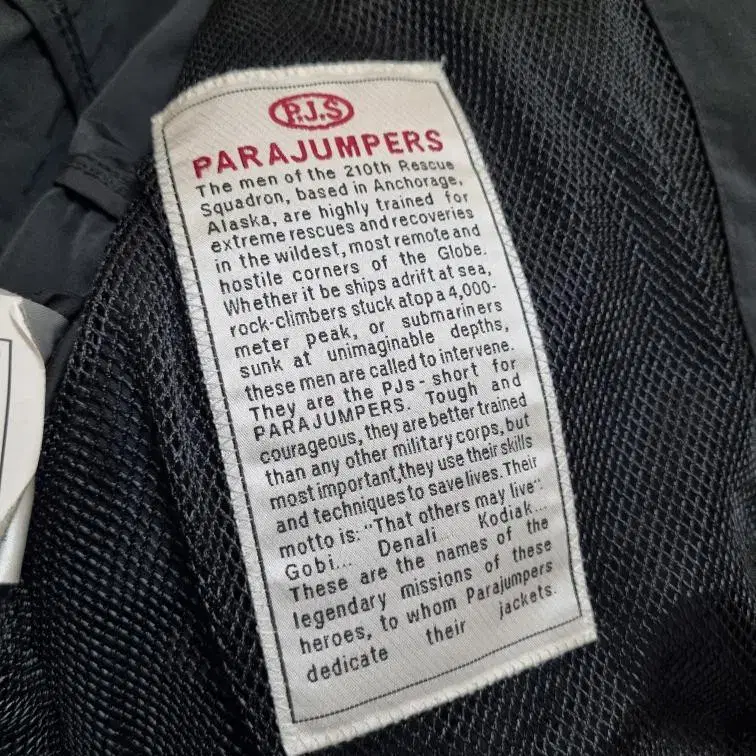 P.J.S
PARAJUMPERS
The men of the 210th Rescue
Squadron, based in Anchorage,
Alaska, are highly trained for
extreme rescues and recoveries
in the wildest, most remote and
hostile corners of the Globe.
Whether it be ships adrift at sea,
rock-climbers stuck atop a 4,000-
meter peak, or submariners
sunk at unimaginable depths,
these men are called to intervene.
They are the PJs - short for
PARAJUMPERS. Tough and
courageous, they are better trained
than any other military corps, but
most important, they use their skills
and techniques to save lives. Their
motto is: "That others may live".
Gobi... Denali... Kodiak...
These are the names of the
legendary missions of these
heroes, to whom Parajumpers
dedicate their jackets.